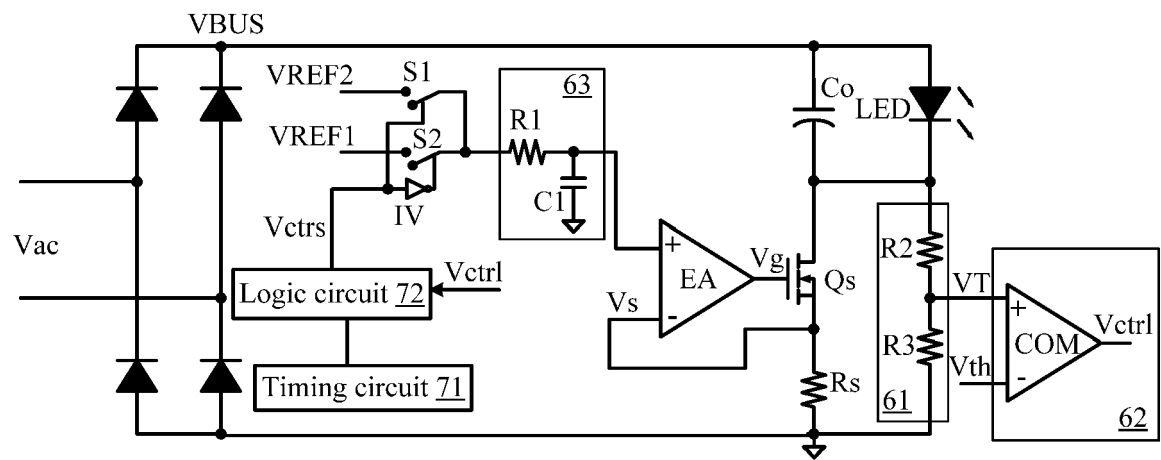 VBUS
VREF2
S1
63
Co
LED
R1
VREF1
S2
C1
IV
Vctrs
Vac
Vctrl
Logic circuit 72
Timing circuit 71
Vg
EA
Qs
Vs
Rs
R2
R3
61
VT
Vth
COM
Vctrl
62
+
-
+
-